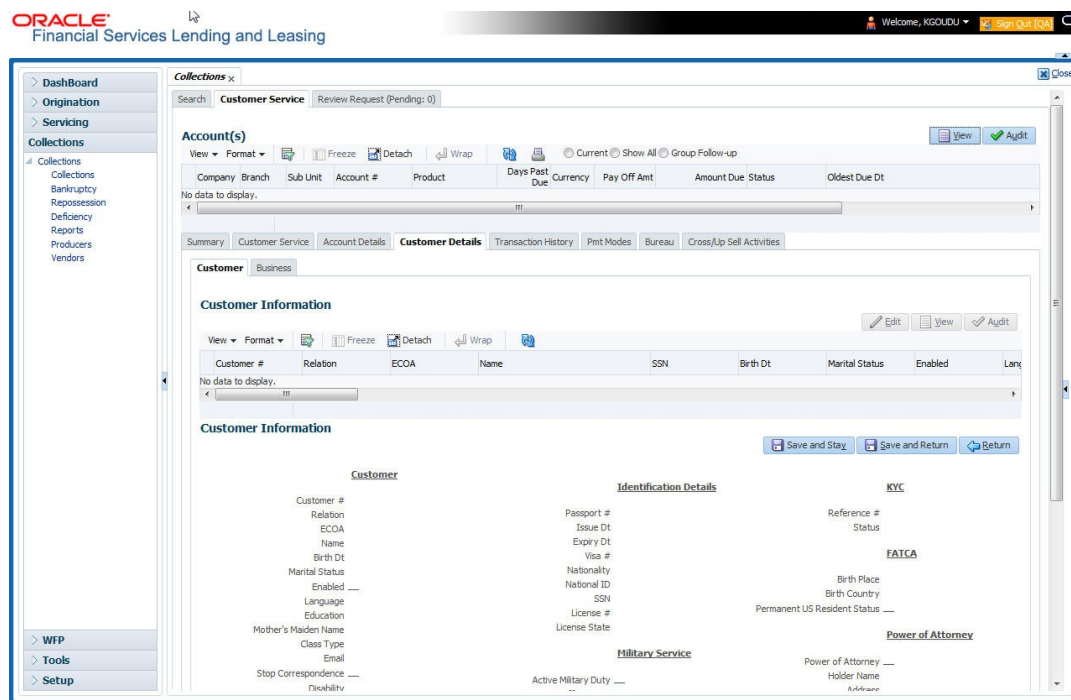 ORACLE
Financial Services Lending and Leasing
Welcome, KGOUDU
Sign Out [QA]
DashBoard
Origination
Servicing
Collections
Collections
Collections
Bankruptcy
Repossession
Deficiency
Reports
Producers
Vendors
WFP
Tools
Setup
Collections x
Close
Search Customer Service Review Request (Pending: 0)
Account(s)
View Audit
View Format Freeze Detach Wrap Current Show All Group Follow-up
Company Branch Sub Unit Account # Product Days Past Due Currency Pay Off Amt Amount Due Status Oldest Due Dt
No data to display.
Summary Customer Service Account Details Customer Details Transaction History Pmt Modes Bureau Cross/Up Sell Activities
Customer Business
Customer Information
Edit View Audit
View Format Freeze Detach Wrap
Customer # Relation ECOA Name SSN Birth Dt Marital Status Enabled Lang
No data to display.
Customer Information
Save and Stay Save and Return Return
Customer
Customer #
Relation
ECOA
Name
Birth Dt
Marital Status
Enabled
Language
Education
Mother's Maiden Name
Class Type
Email
Stop Correspondence
Disability
Identification Details
Passport #
Issue Dt
Expiry Dt
Visa #
Nationality
National ID
SSN
License #
License State
Military Service
Active Military Duty
KYC
Reference #
Status
FATCA
Birth Place
Birth Country
Permanent US Resident Status
Power of Attorney
Power of Attorney
Holder Name
Address